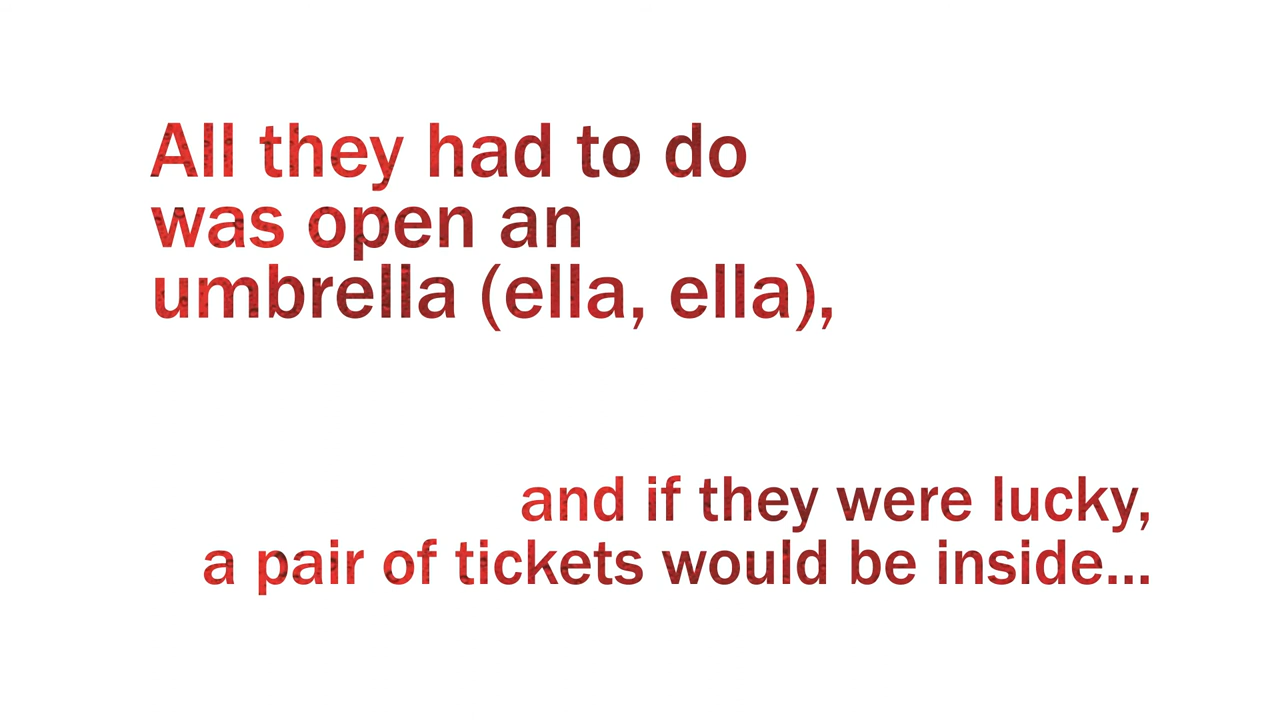 All they had to do
was open an
umbrella (ella, ella),
and if they were lucky,
a pair of tickets would be inside...